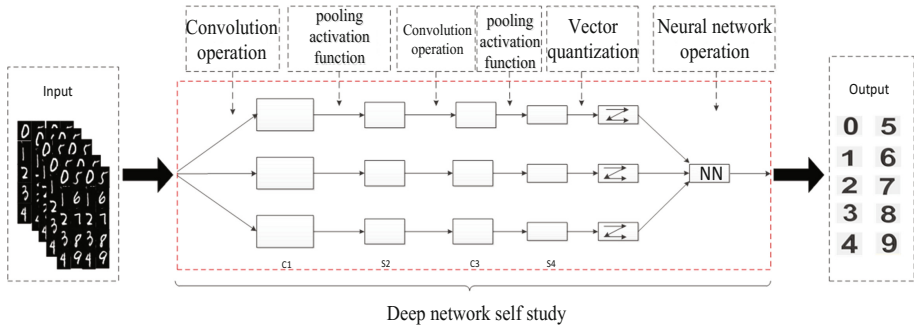 Convolution
operation
pooling
activation
function
Convolution
operation
pooling
activation
function
Vector
quantization
Neural network
operation
Input
Output
NN
0 5
1 6
2 7
3 8
4 9
C1
S2
C3
S4
Deep network self study